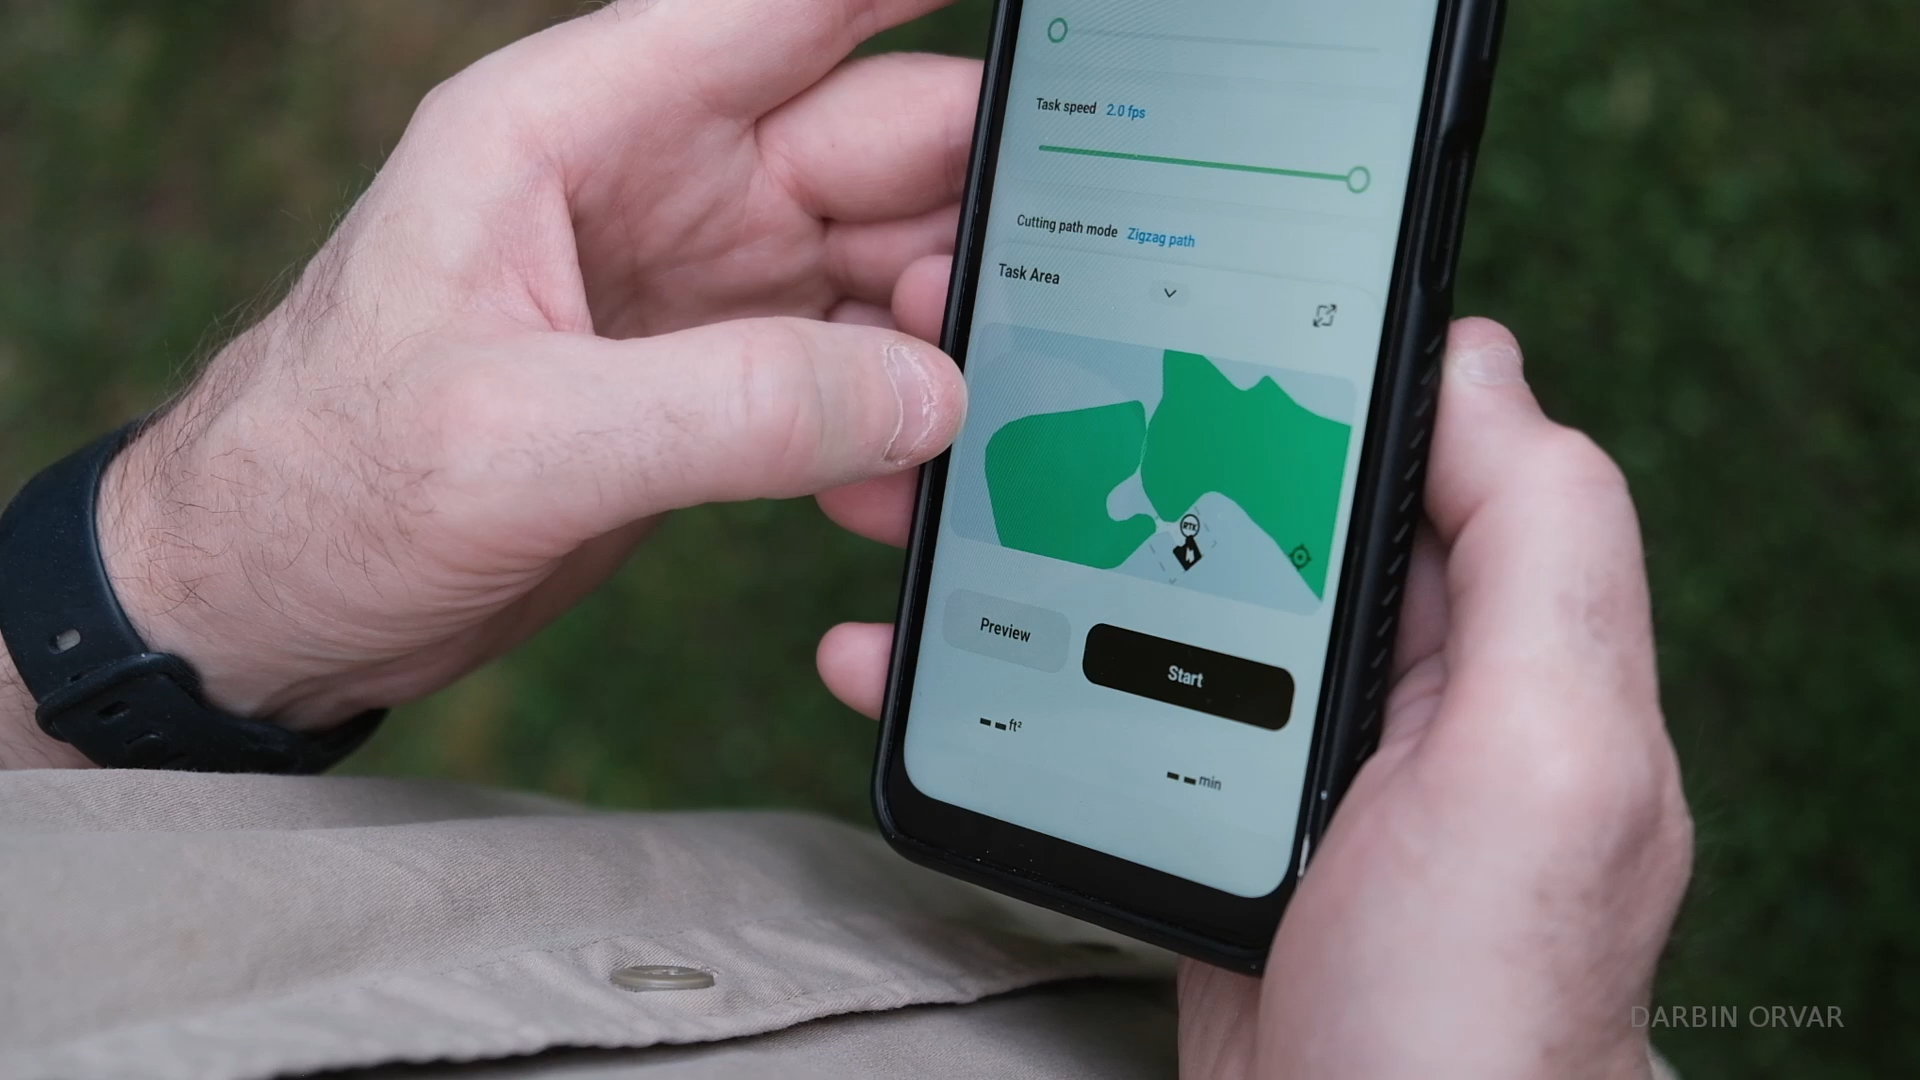 Task speed 2.0 fps
Cutting path mode Zigzag path
Task Area
RTK
Preview
Start
-- ft²
-- min
DARBIN ORVAR